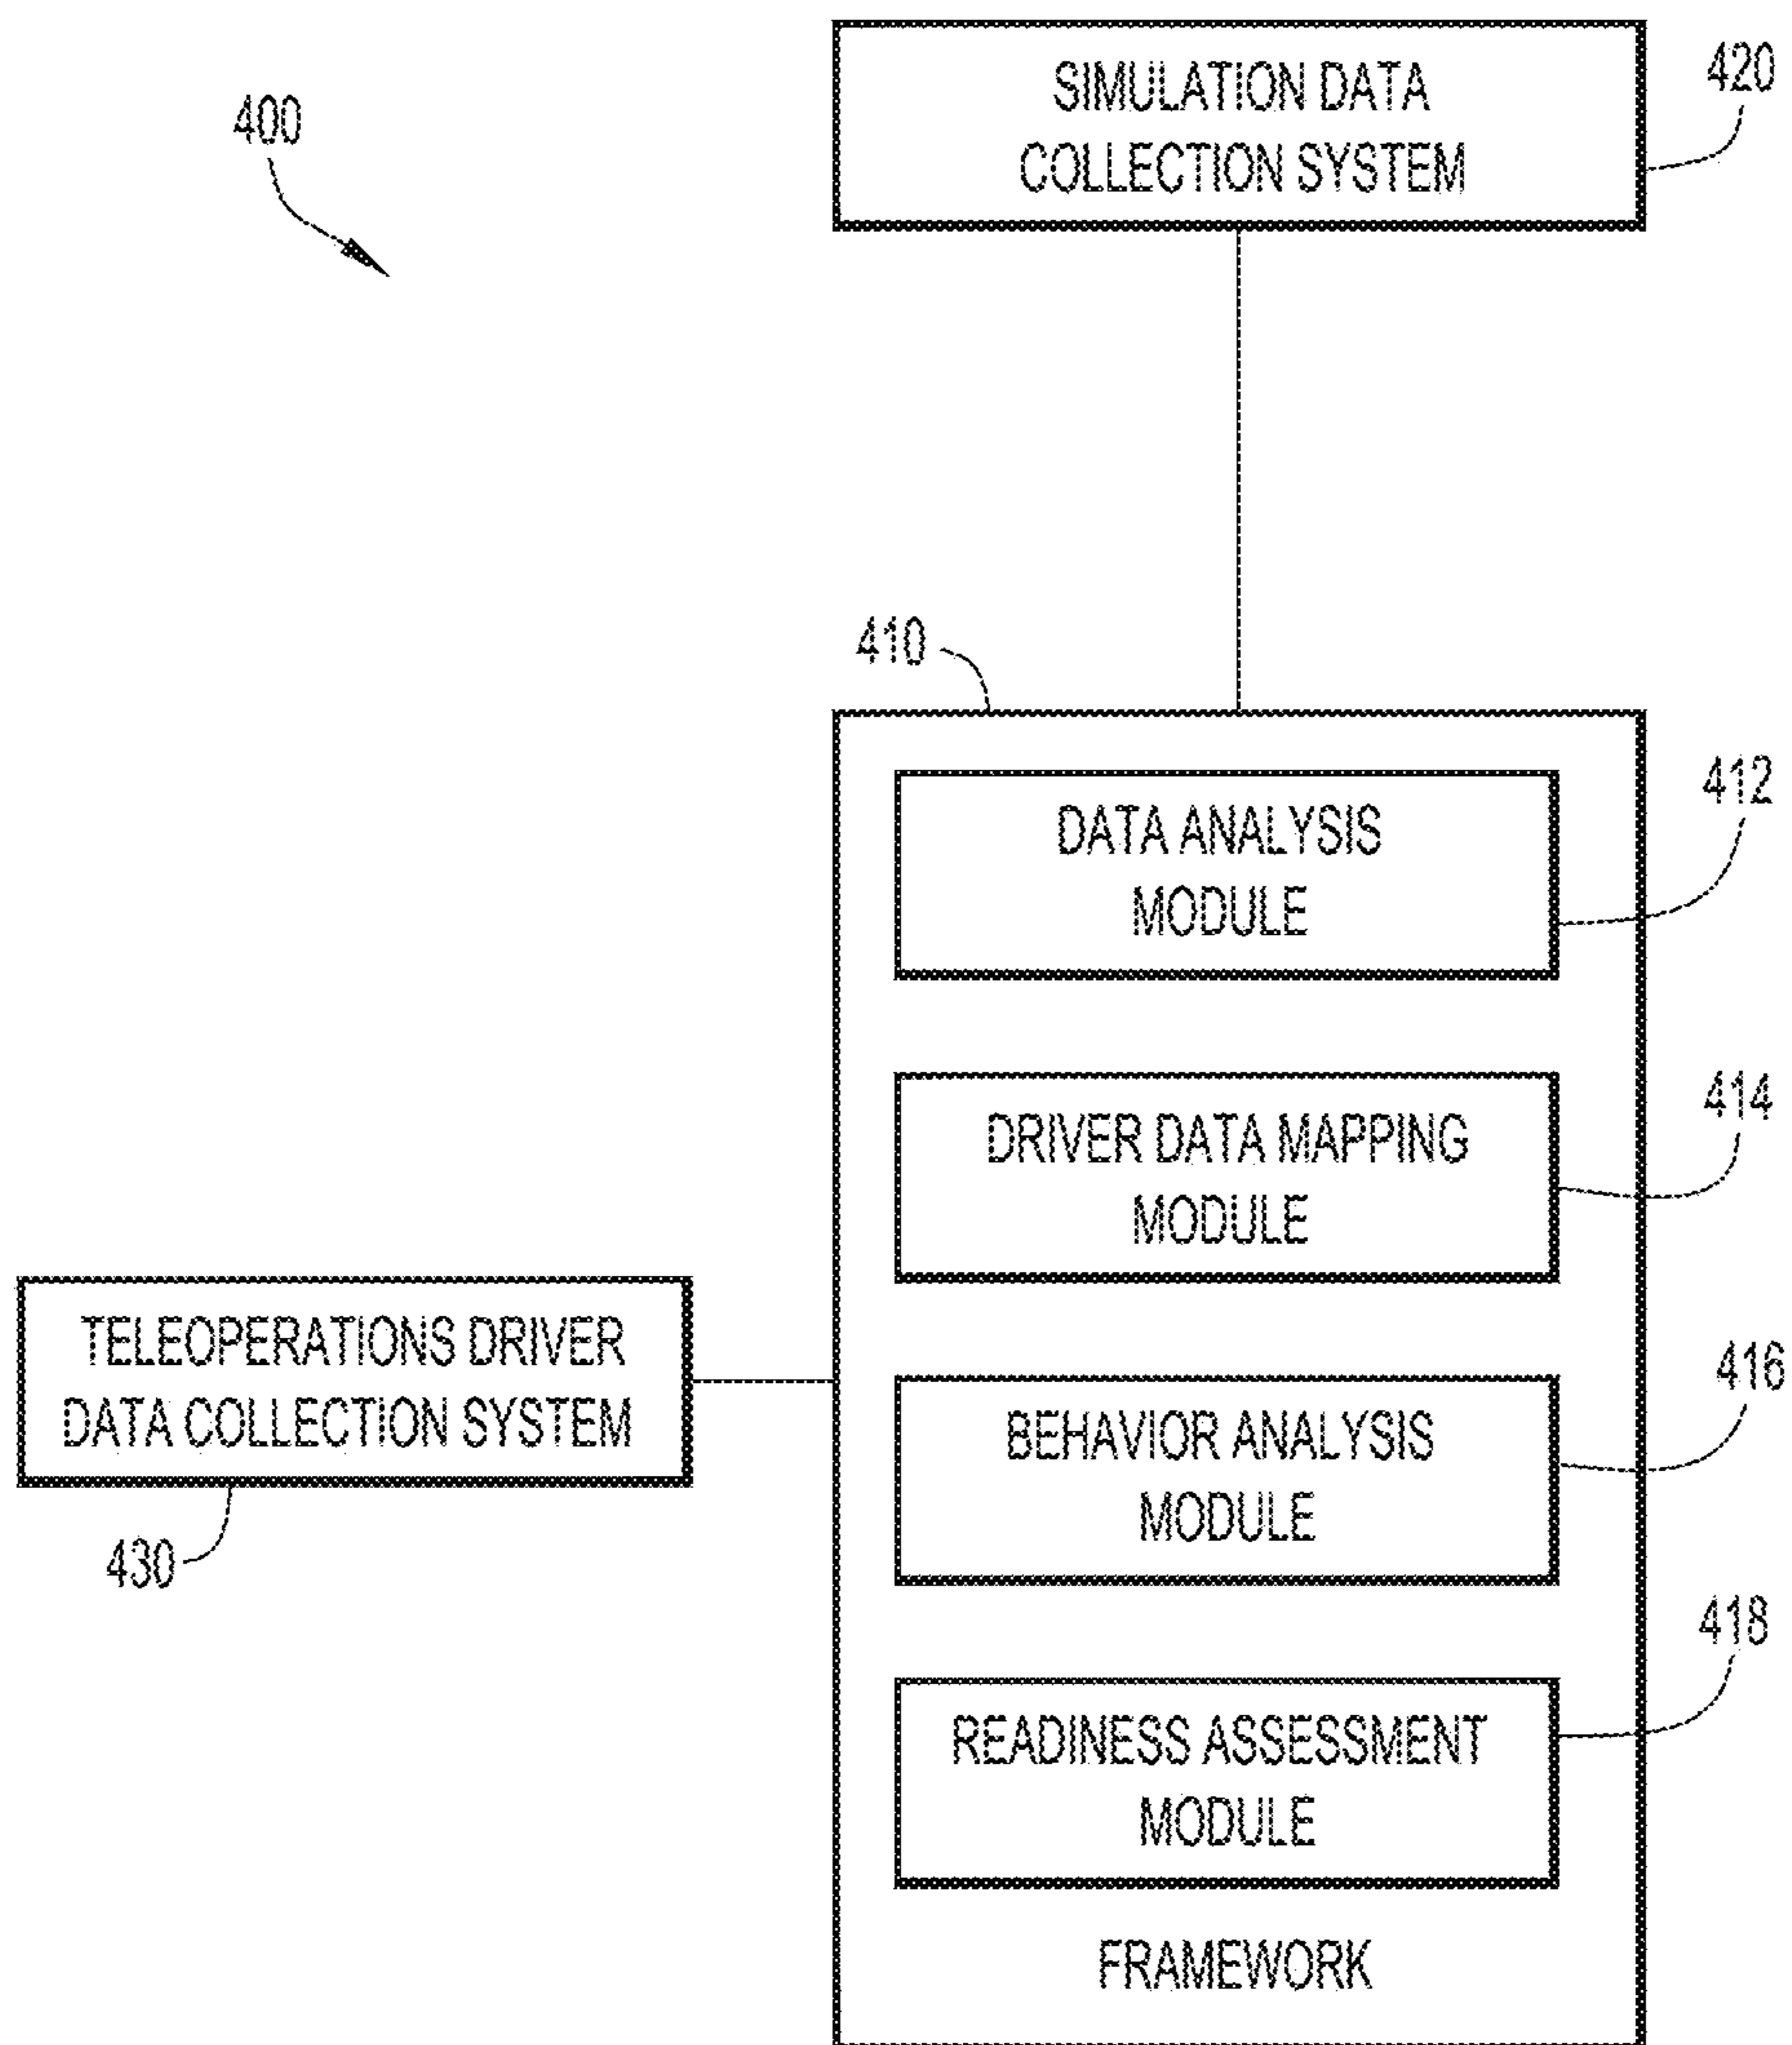 400
SIMULATION DATA
COLLECTION SYSTEM
420
410
DATA ANALYSIS
MODULE
412
DRIVER DATA MAPPING
MODULE
414
TELEOPERATIONS DRIVER
DATA COLLECTION SYSTEM
430
BEHAVIOR ANALYSIS
MODULE
416
READINESS ASSESSMENT
MODULE
418
FRAMEWORK